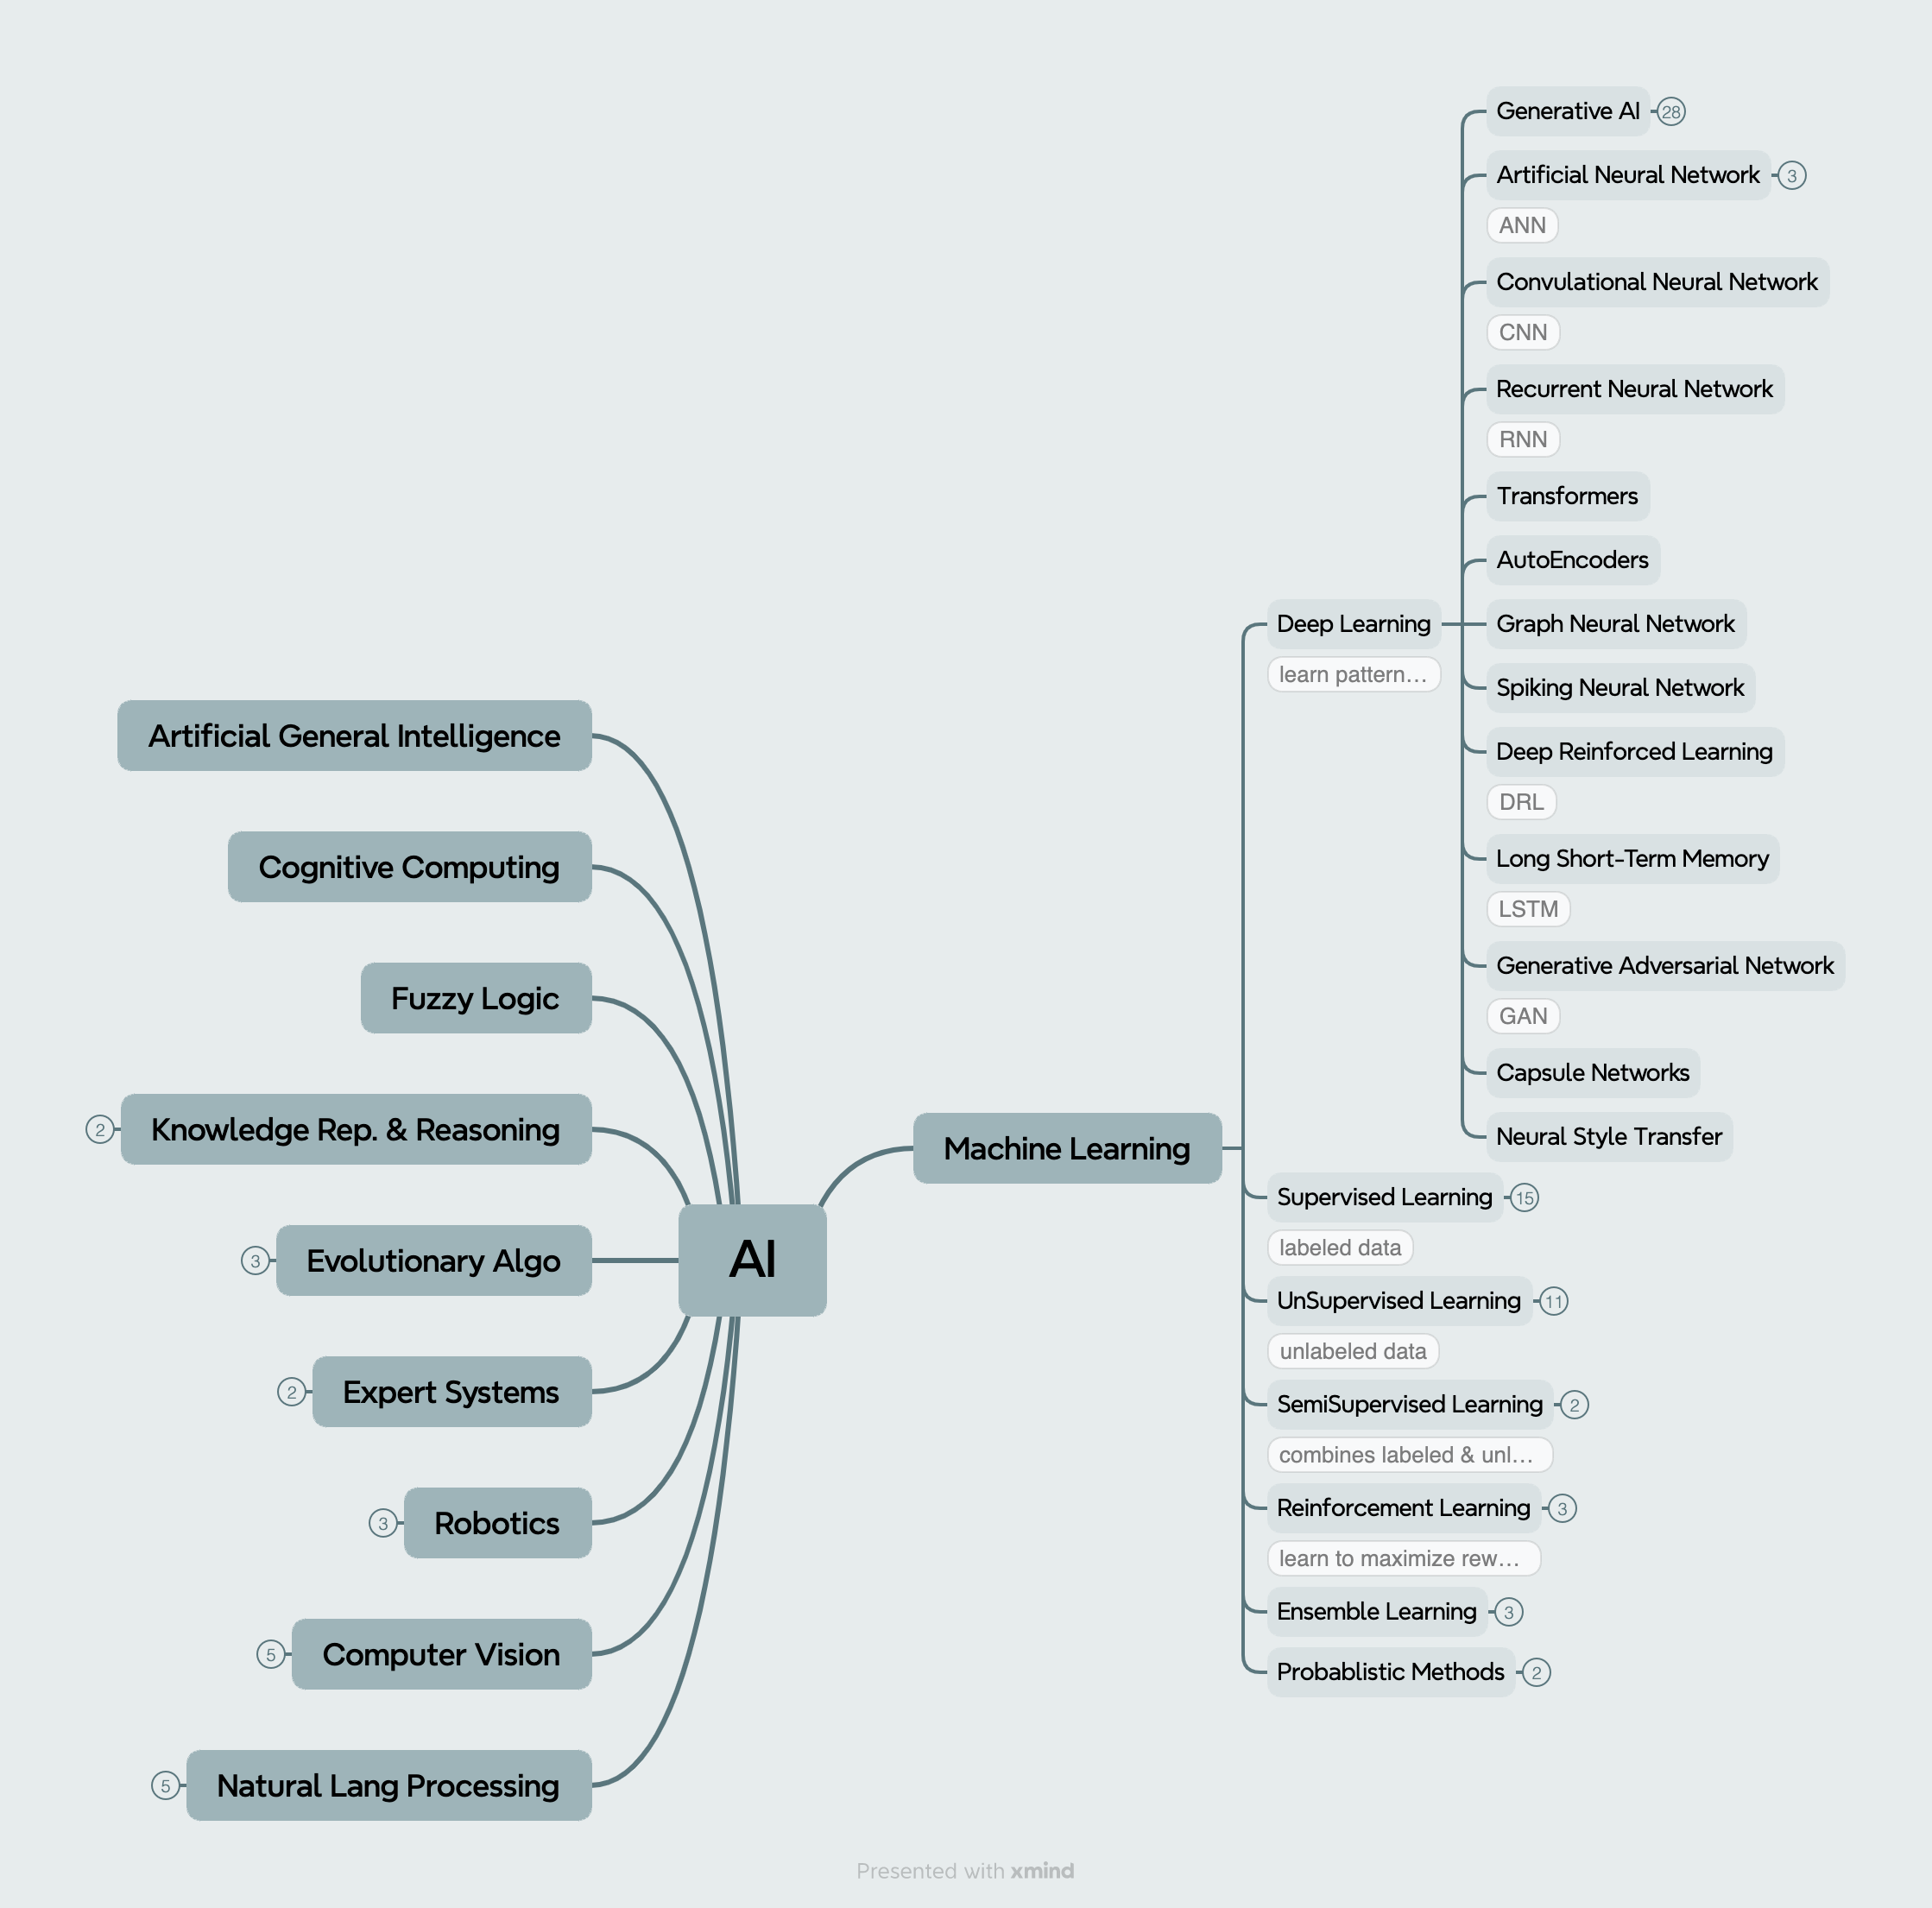 Generative AI 28
Artificial Neural Network 3
ANN
Convulational Neural Network
CNN
Recurrent Neural Network
RNN
Transformers
AutoEncoders
Deep Learning
learn pattern…
Graph Neural Network
Spiking Neural Network
Deep Reinforced Learning
DRL
Long Short-Term Memory
LSTM
Generative Adversarial Network
GAN
Capsule Networks
Neural Style Transfer
Machine Learning
Supervised Learning 15
labeled data
UnSupervised Learning 11
unlabeled data
SemiSupervised Learning 2
combines labeled & unl…
Reinforcement Learning 3
learn to maximize rew…
Ensemble Learning 3
Probablistic Methods 2
AI
Artificial General Intelligence
Cognitive Computing
Fuzzy Logic
2 Knowledge Rep. & Reasoning
3 Evolutionary Algo
2 Expert Systems
3 Robotics
5 Computer Vision
5 Natural Lang Processing
Presented with xmind